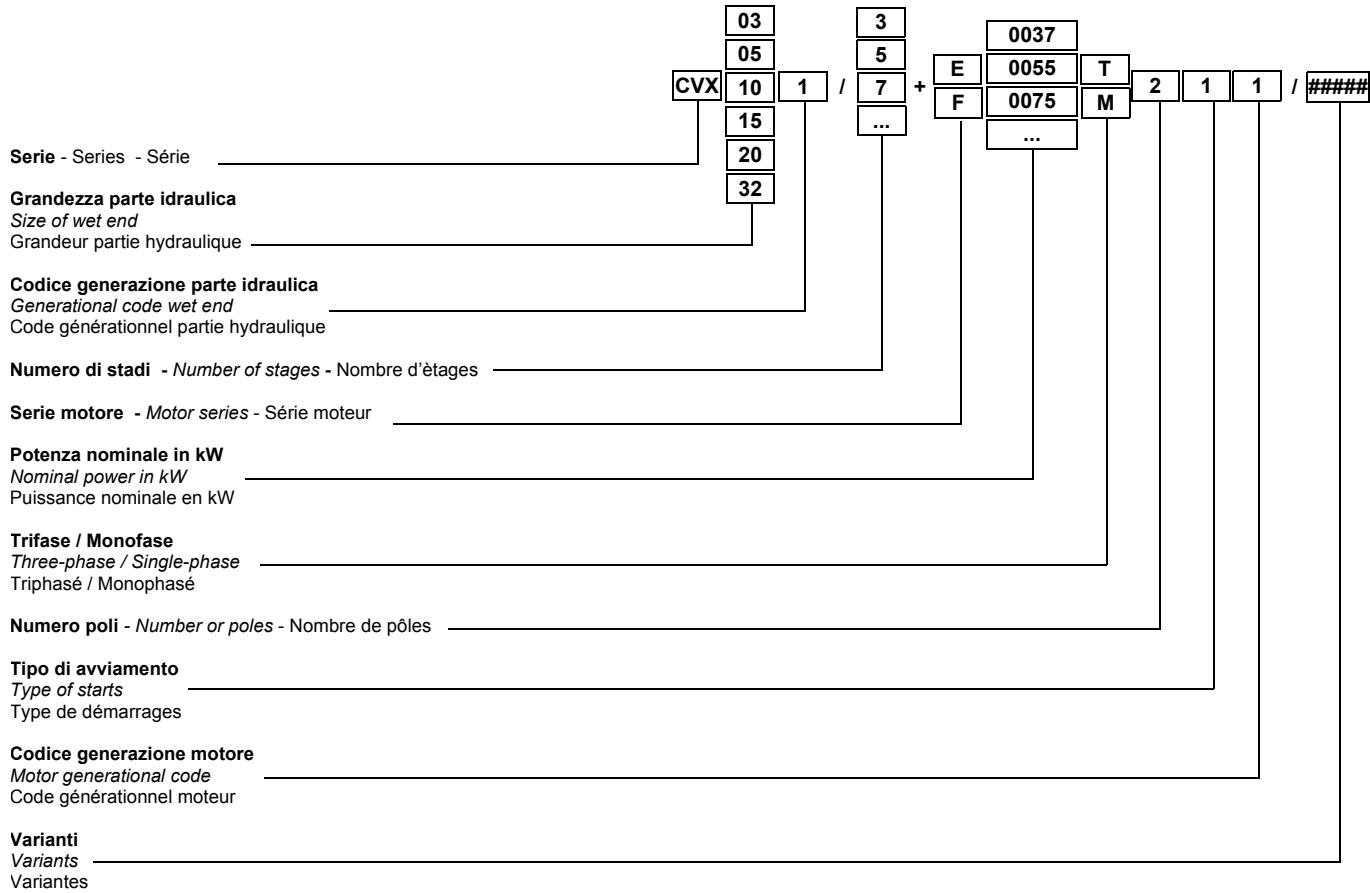 03
05
CVX 10 1 / 3 5 7 ... + E F 0037 0055 0075 ... T M 2 1 1 / #####
15
20
32
Serie - Series - Série
Grandezza parte idraulica
Size of wet end
Grandeur partie hydraulique
Codice generazione parte idraulica
Generational code wet end
Code générationnel partie hydraulique
Numero di stadi - Number of stages - Nombre d'ètages
Serie motore - Motor series - Série moteur
Potenza nominale in kW
Nominal power in kW
Puissance nominale en kW
Trifase / Monofase
Three-phase / Single-phase
Triphasé / Monophasé
Numero poli - Number or poles - Nombre de pôles
Tipo di avviamento
Type of starts
Type de démarrages
Codice generazione motore
Motor generational code
Code générationnel moteur
Varianti
Variants
Variantes